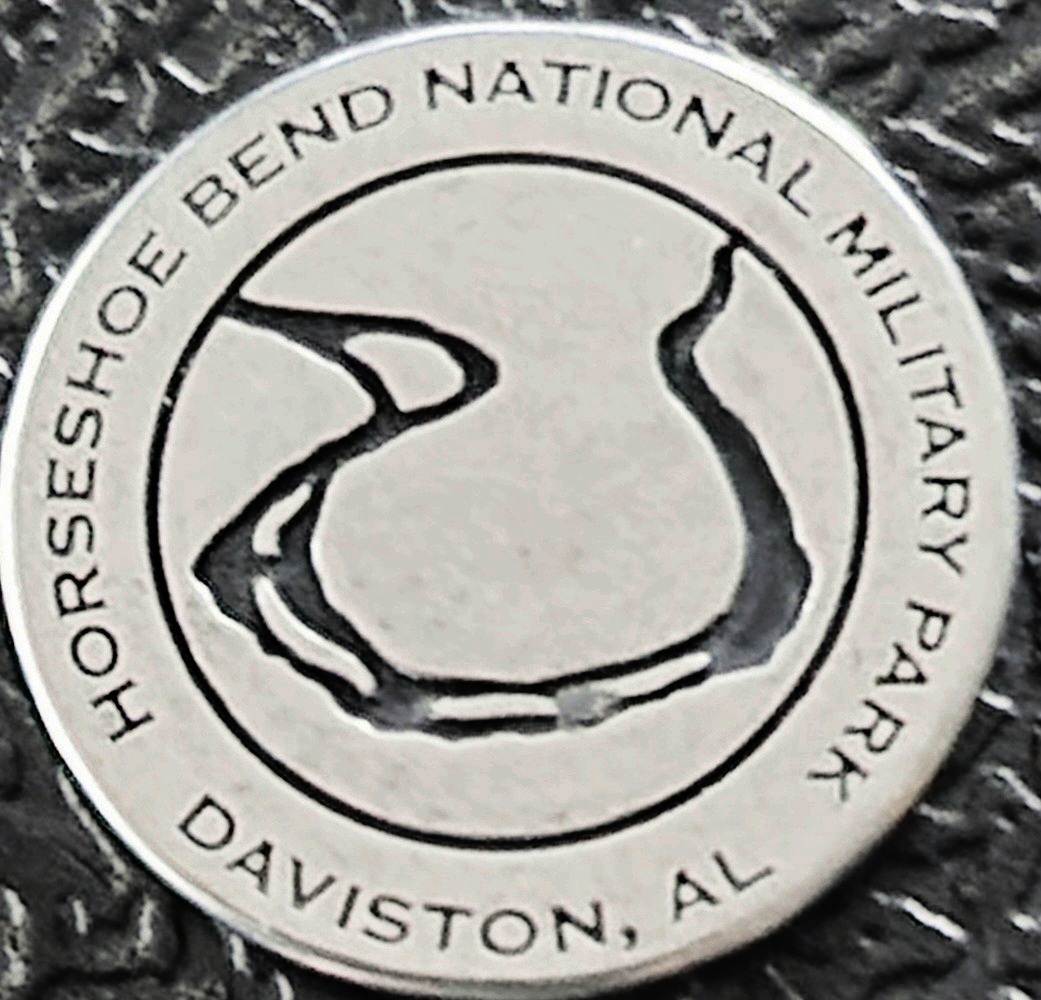 HORSESHOE BEND NATIONAL MILITARY PARK
DAVISTON, AL